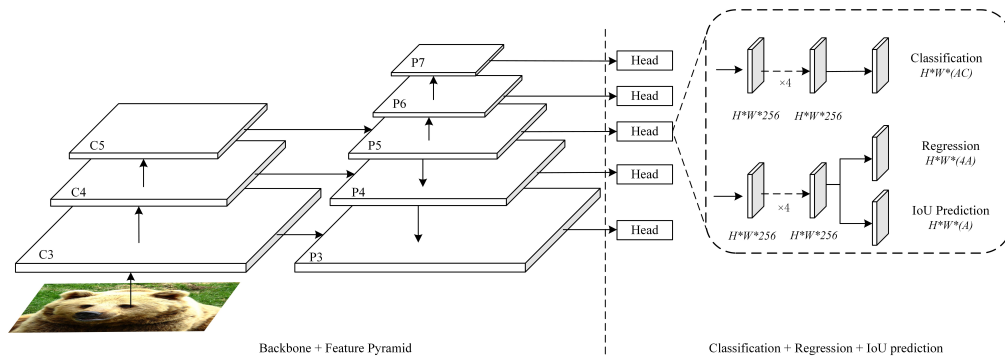 P7
Head
P6
Head
C5
P5
Head
C4
P4
Head
C3
P3
Head
Classification
H*W*(AC)
×4
H*W*256
H*W*256
Regression
H*W*(4A)
×4
IoU Prediction
H*W*(A)
H*W*256
H*W*256
Backbone + Feature Pyramid
Classification + Regression + IoU prediction